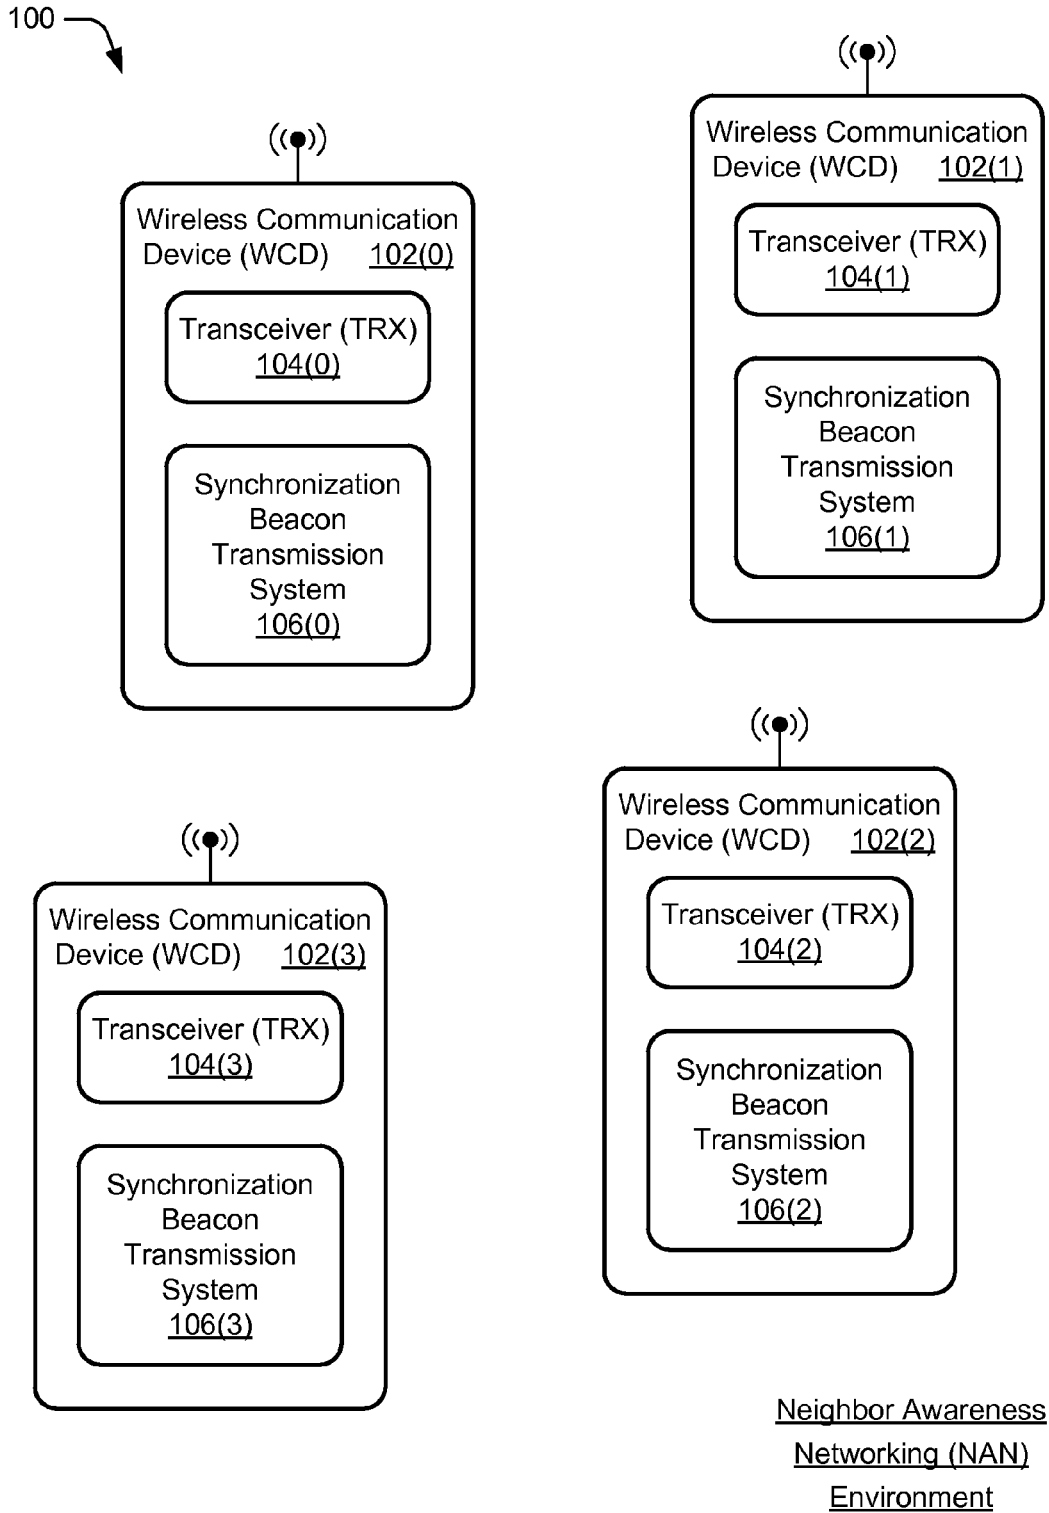 100
Wireless Communication
Device (WCD) 102(0)
Transceiver (TRX)
104(0)
Synchronization
Beacon
Transmission
System
106(0)
Wireless Communication
Device (WCD) 102(1)
Transceiver (TRX)
104(1)
Synchronization
Beacon
Transmission
System
106(1)
Wireless Communication
Device (WCD) 102(3)
Transceiver (TRX)
104(3)
Synchronization
Beacon
Transmission
System
106(3)
Wireless Communication
Device (WCD) 102(2)
Transceiver (TRX)
104(2)
Synchronization
Beacon
Transmission
System
106(2)
Neighbor Awareness
Networking (NAN)
Environment